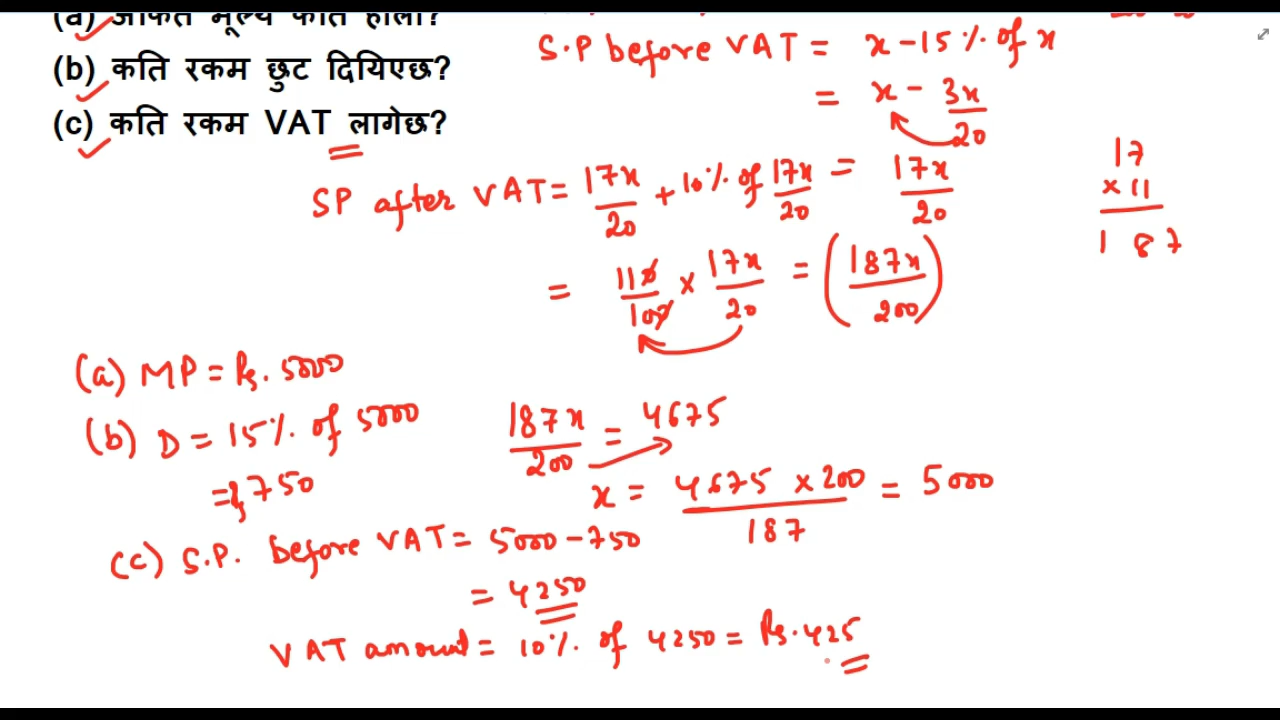 (a) अंकित मूल्य कति होला?
(b) कति रकम छुट दियिएछ?
(c) कति रकम VAT लागेछ?
S.P before VAT = x - 15% of x
= x - 3x/20
SP after VAT = 17x/20 + 10% of 17x/20 = 17x/20
= 110/100 × 17x/20 = (187x/200)
17
×11
187
(a) MP = Rs. 5000
(b) D = 15% of 5000
= Rs 750
187x/200 = 4675
x = 4675 × 200/187 = 5000
(c) S.P. before VAT = 5000 - 750
= 4250
VAT amount = 10% of 4250 = Rs. 425